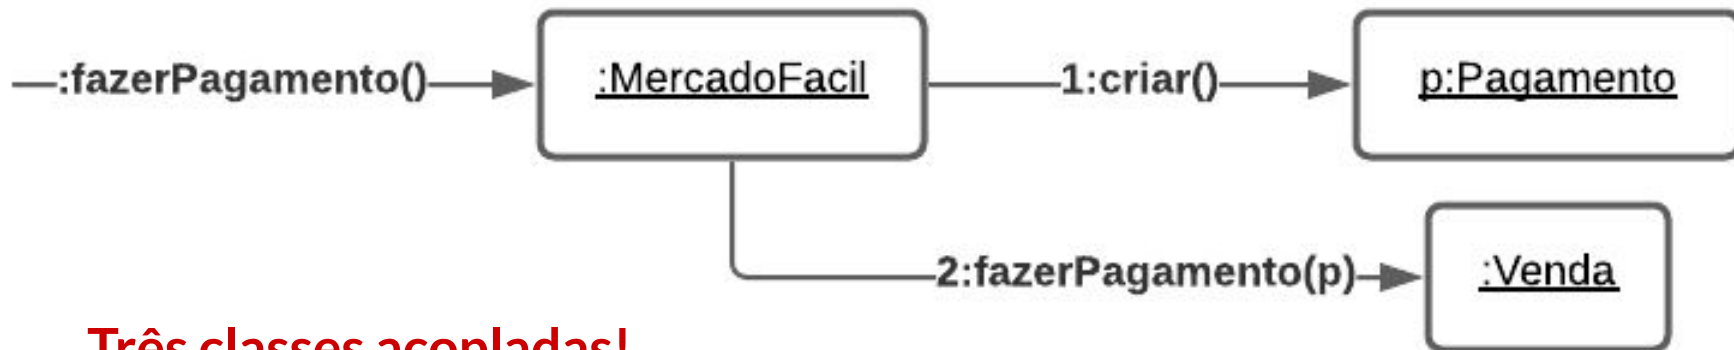 :fazerPagamento() :MercadoFacil 1:criar() p:Pagamento
2:fazerPagamento(p) :Venda
Três classes acopladas!